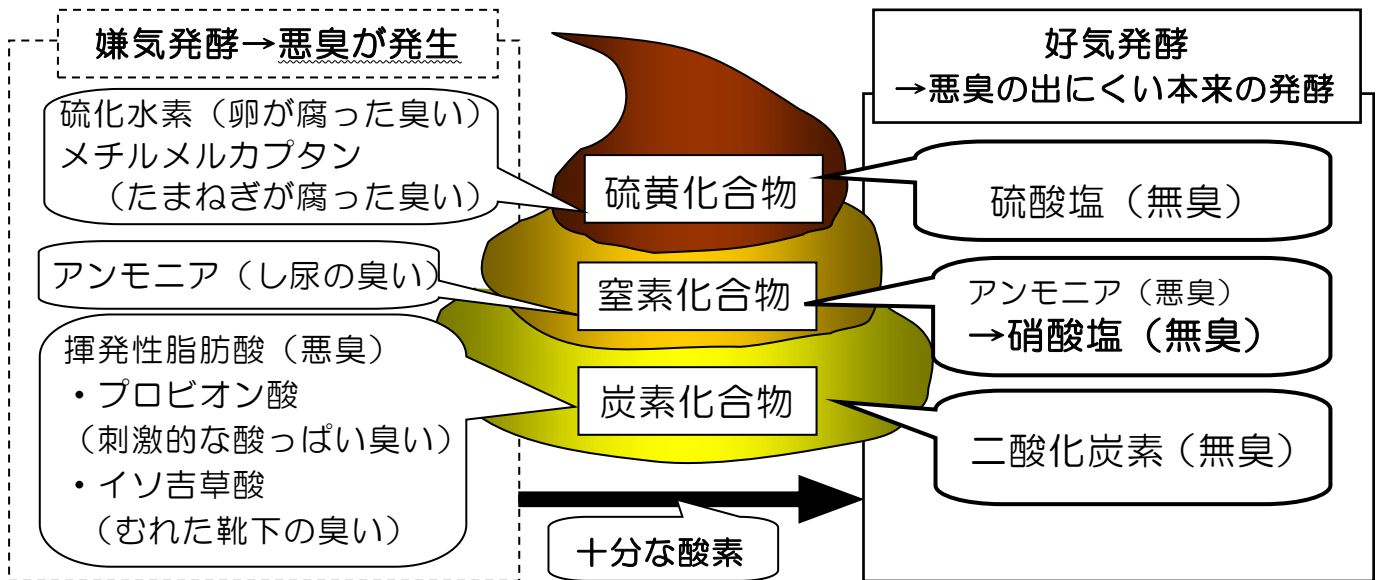 嫌気発酵→悪臭が発生
硫化水素（卵が腐った臭い）
メチルメルカプタン
（たまねぎが腐った臭い）
アンモニア（し尿の臭い）
揮発性脂肪酸（悪臭）
・プロビオン酸
（刺激的な酸っぱい臭い）
・イソ吉草酸
（むれた靴下の臭い）
硫黄化合物
窒素化合物
炭素化合物
十分な酸素
好気発酵
→悪臭の出にくい本来の発酵
硫酸塩（無臭）
アンモニア（悪臭）
→硝酸塩（無臭）
二酸化炭素（無臭）